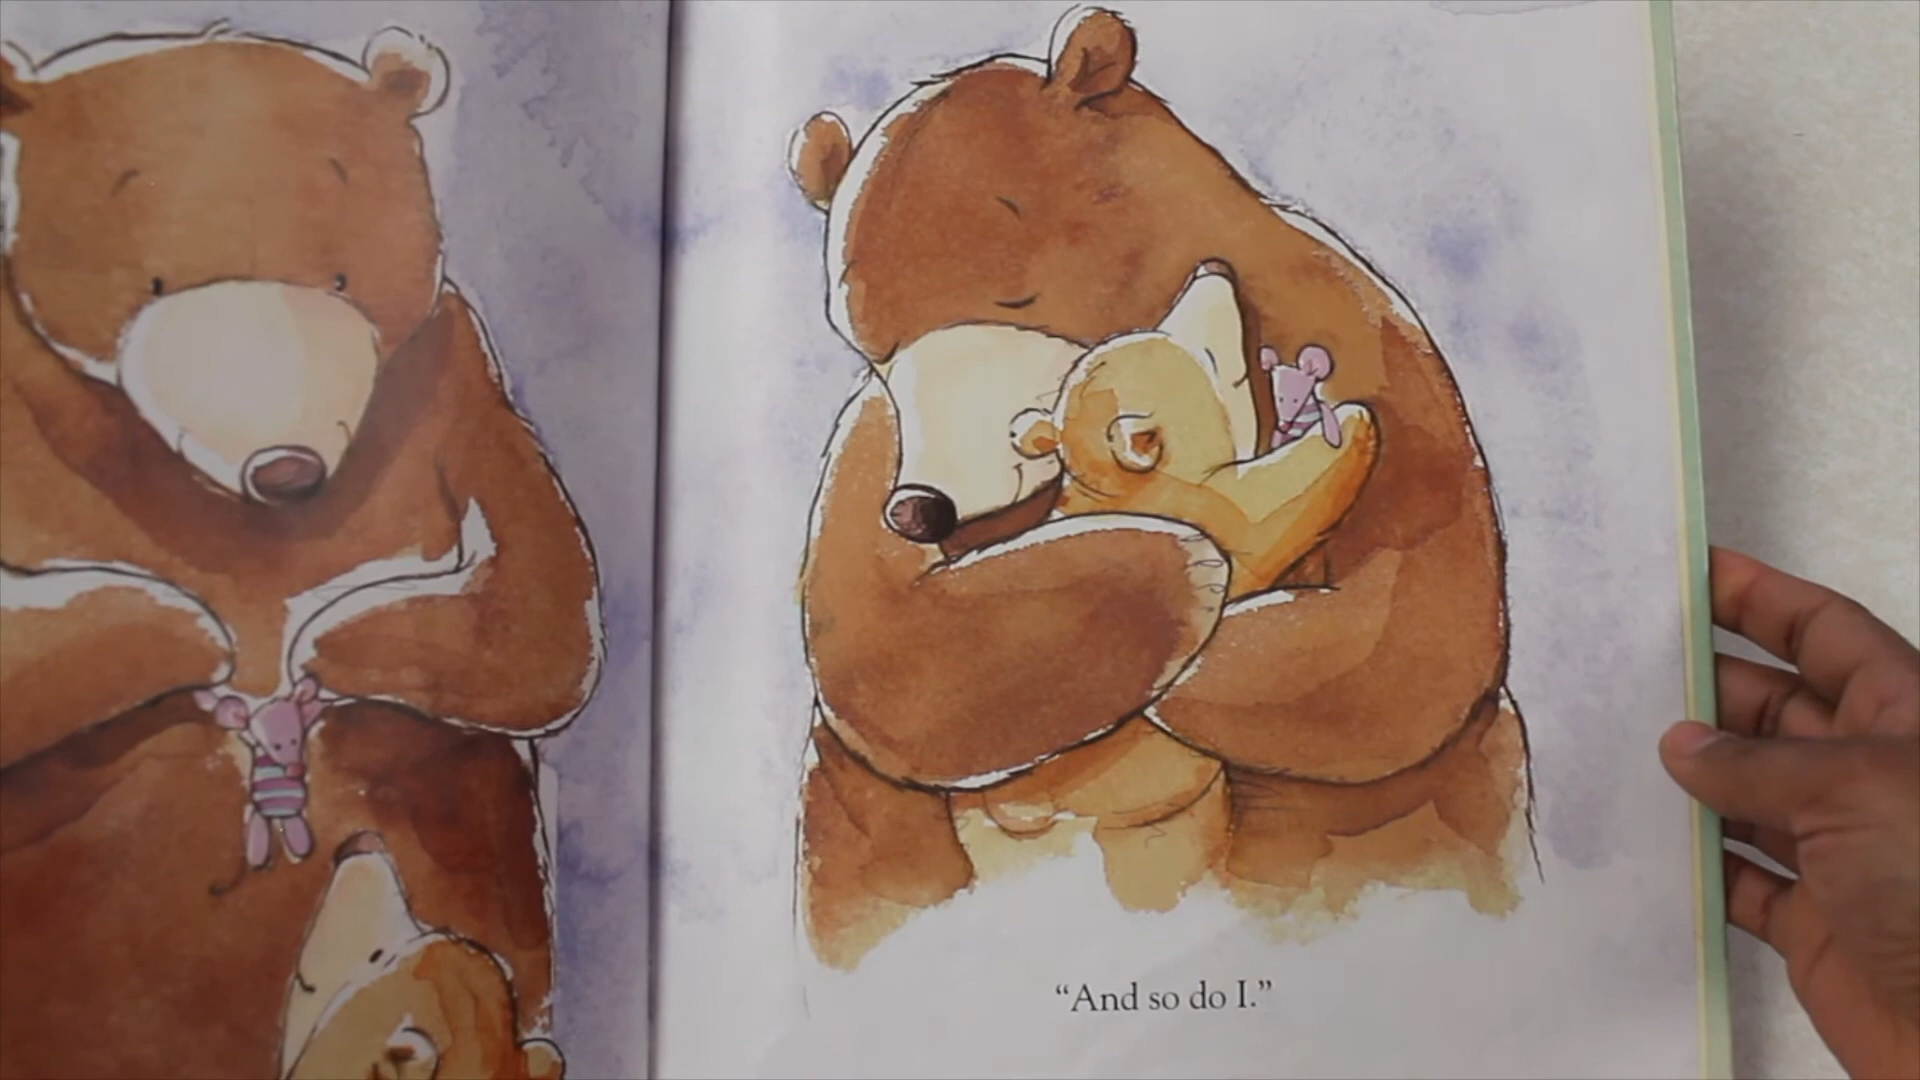 “And so do I.”